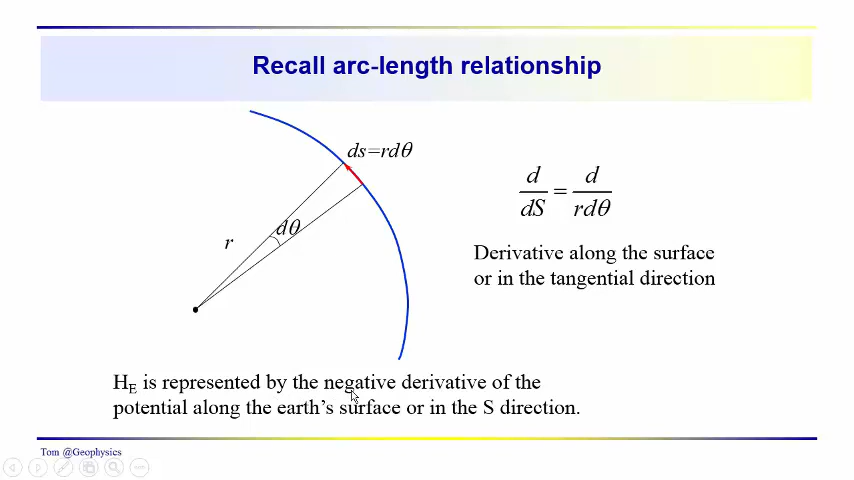 Recall arc-length relationship
ds=rdθ
dθ
r
d/dS = d/rdθ
Derivative along the surface
or in the tangential direction
H_E is represented by the negative derivative of the
potential along the earth's surface or in the S direction.
Tom @Geophysics